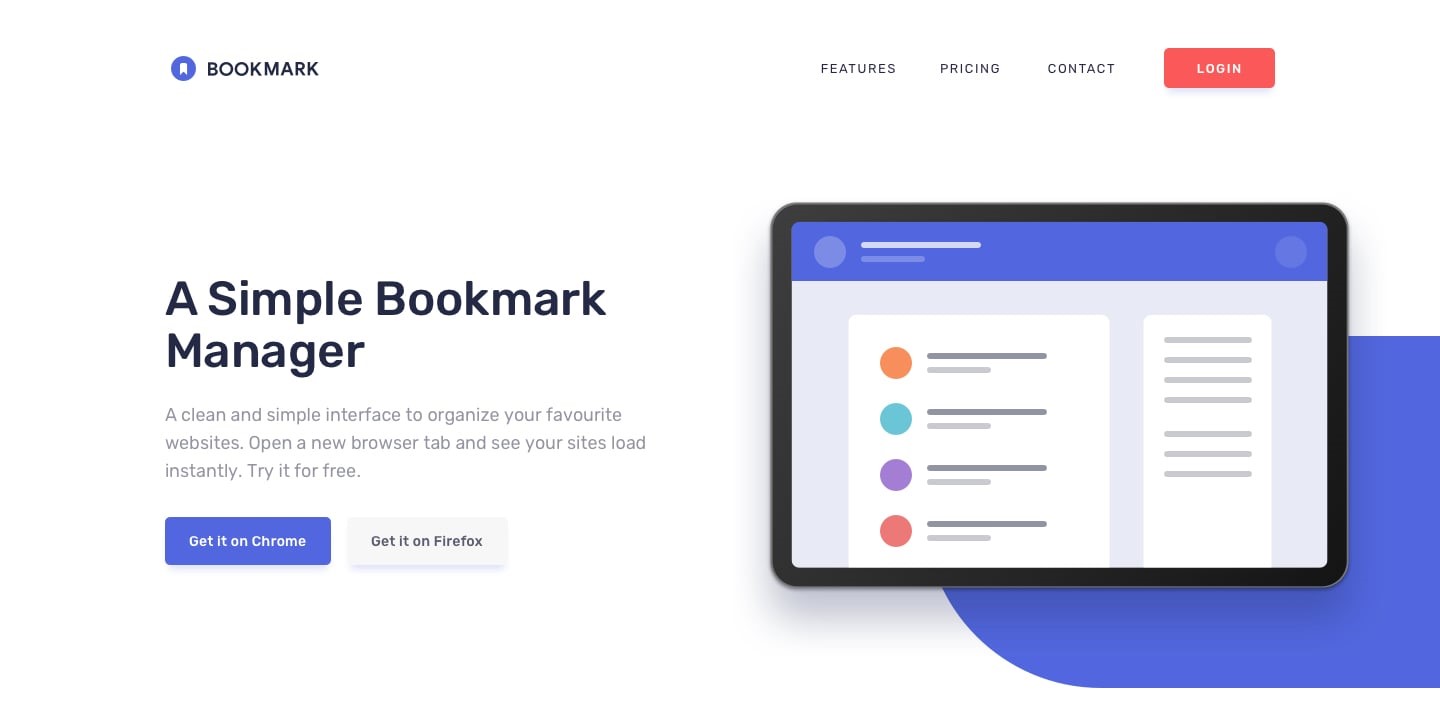 BOOKMARK
FEATURES
PRICING
CONTACT
LOGIN
A Simple Bookmark
Manager
A clean and simple interface to organize your favourite
websites. Open a new browser tab and see your sites load
instantly. Try it for free.
Get it on Chrome
Get it on Firefox